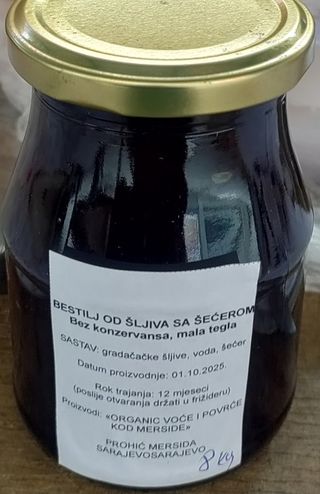 BESTILJ OD ŠLJIVA SA ŠEĆEROM
Bez konzervansa, mala tegla
SASTAV: gradačačke šljive, voda, šećer
Datum proizvodnje: 01.10.2025.
Rok trajanja: 12 mjeseci
(poslije otvaranja držati u frižideru)
Proizvodi: «ORGANIC VOĆE I POVRĆE
KOD MERSIDE»
PROHIĆ MERSIDA
SARAJEVOSARAJEVO
8